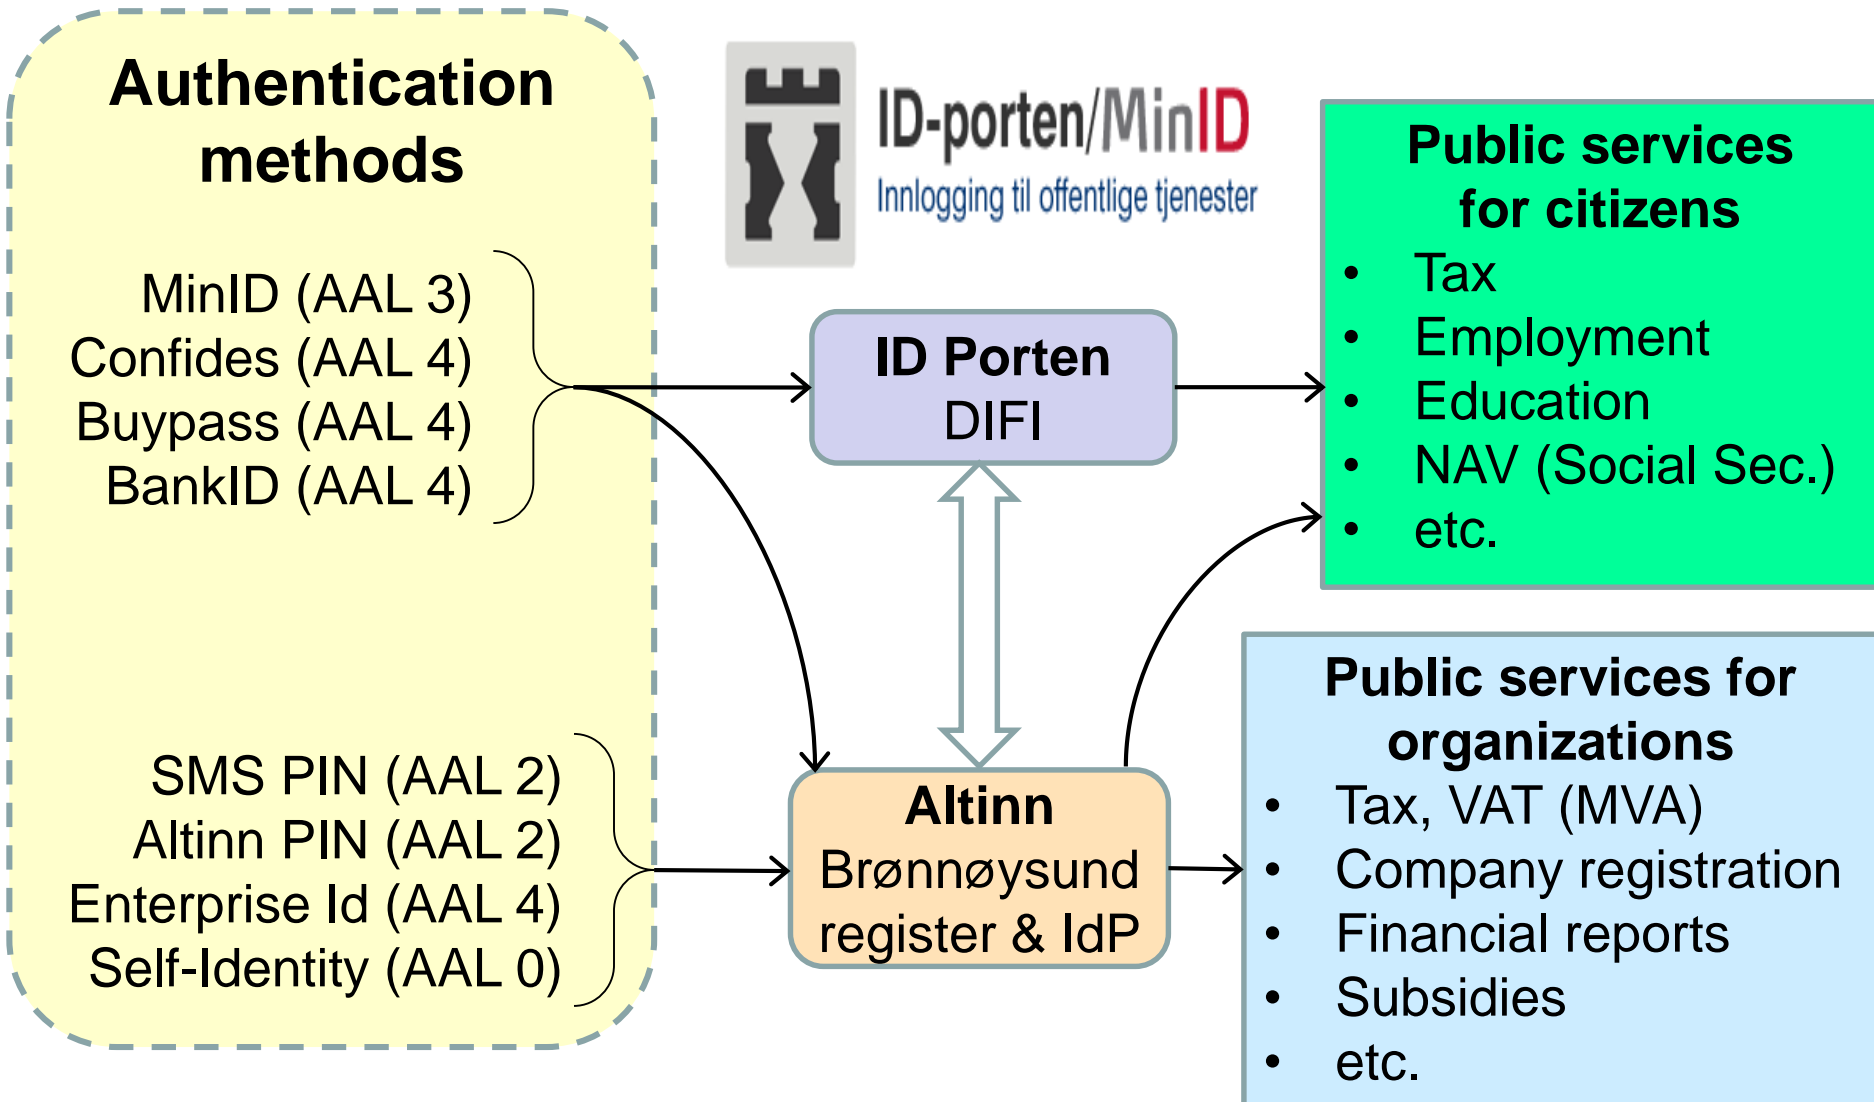 Authentication
methods
MinID (AAL 3)
Confides (AAL 4)
Buypass (AAL 4)
BankID (AAL 4)
SMS PIN (AAL 2)
Altinn PIN (AAL 2)
Enterprise Id (AAL 4)
Self-Identity (AAL 0)
ID-porten/MinID
Innlogging til offentlige tjenester
ID Porten
DIFI
Altinn
Brønnøysund
register & IdP
Public services
for citizens
• Tax
• Employment
• Education
• NAV (Social Sec.)
• etc.
Public services for
organizations
• Tax, VAT (MVA)
• Company registration
• Financial reports
• Subsidies
• etc.